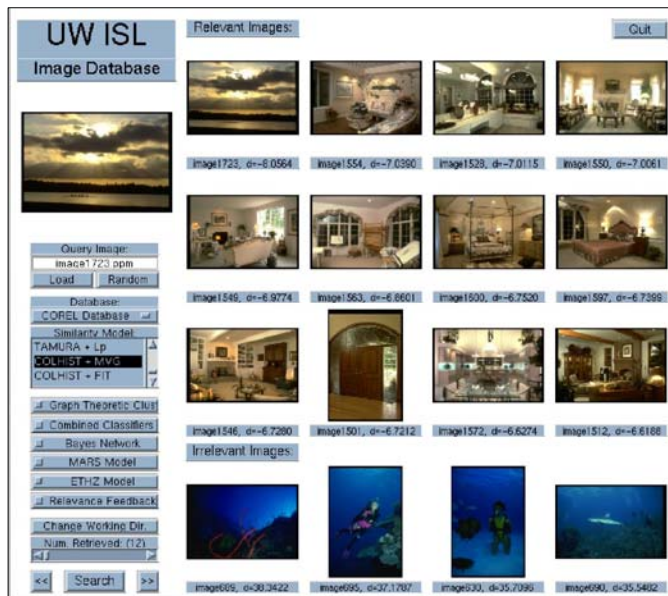 UW ISL
Image Database
Query Image:
image1723.ppm
Load Random
Database:
COREL Database
Similarity Model:
TAMURA + Lp
COLHIST + MVG
COLHIST + FIT
Graph Theoretic Clust
Combined Classifiers
Bayes Network
MARS Model
ETHZ Model
Relevance Feedback
Change Working Dir.
Num. Retrieved: (12)
<< Search >>
Relevant Images:
Quit
image1723, d=-8.0564
image1554, d=-7.0390
image1528, d=-7.0115
image1550, d=-7.0061
image1549, d=-6.9774
image1563, d=-6.8601
image1600, d=-6.7520
image1597, d=-6.7399
image1546, d=-6.7280
image1501, d=-6.7212
image1572, d=-6.6274
image1512, d=-6.6188
Irrelevant Images:
image689, d=38.3422
image695, d=37.1787
image630, d=35.7096
image690, d=35.5482